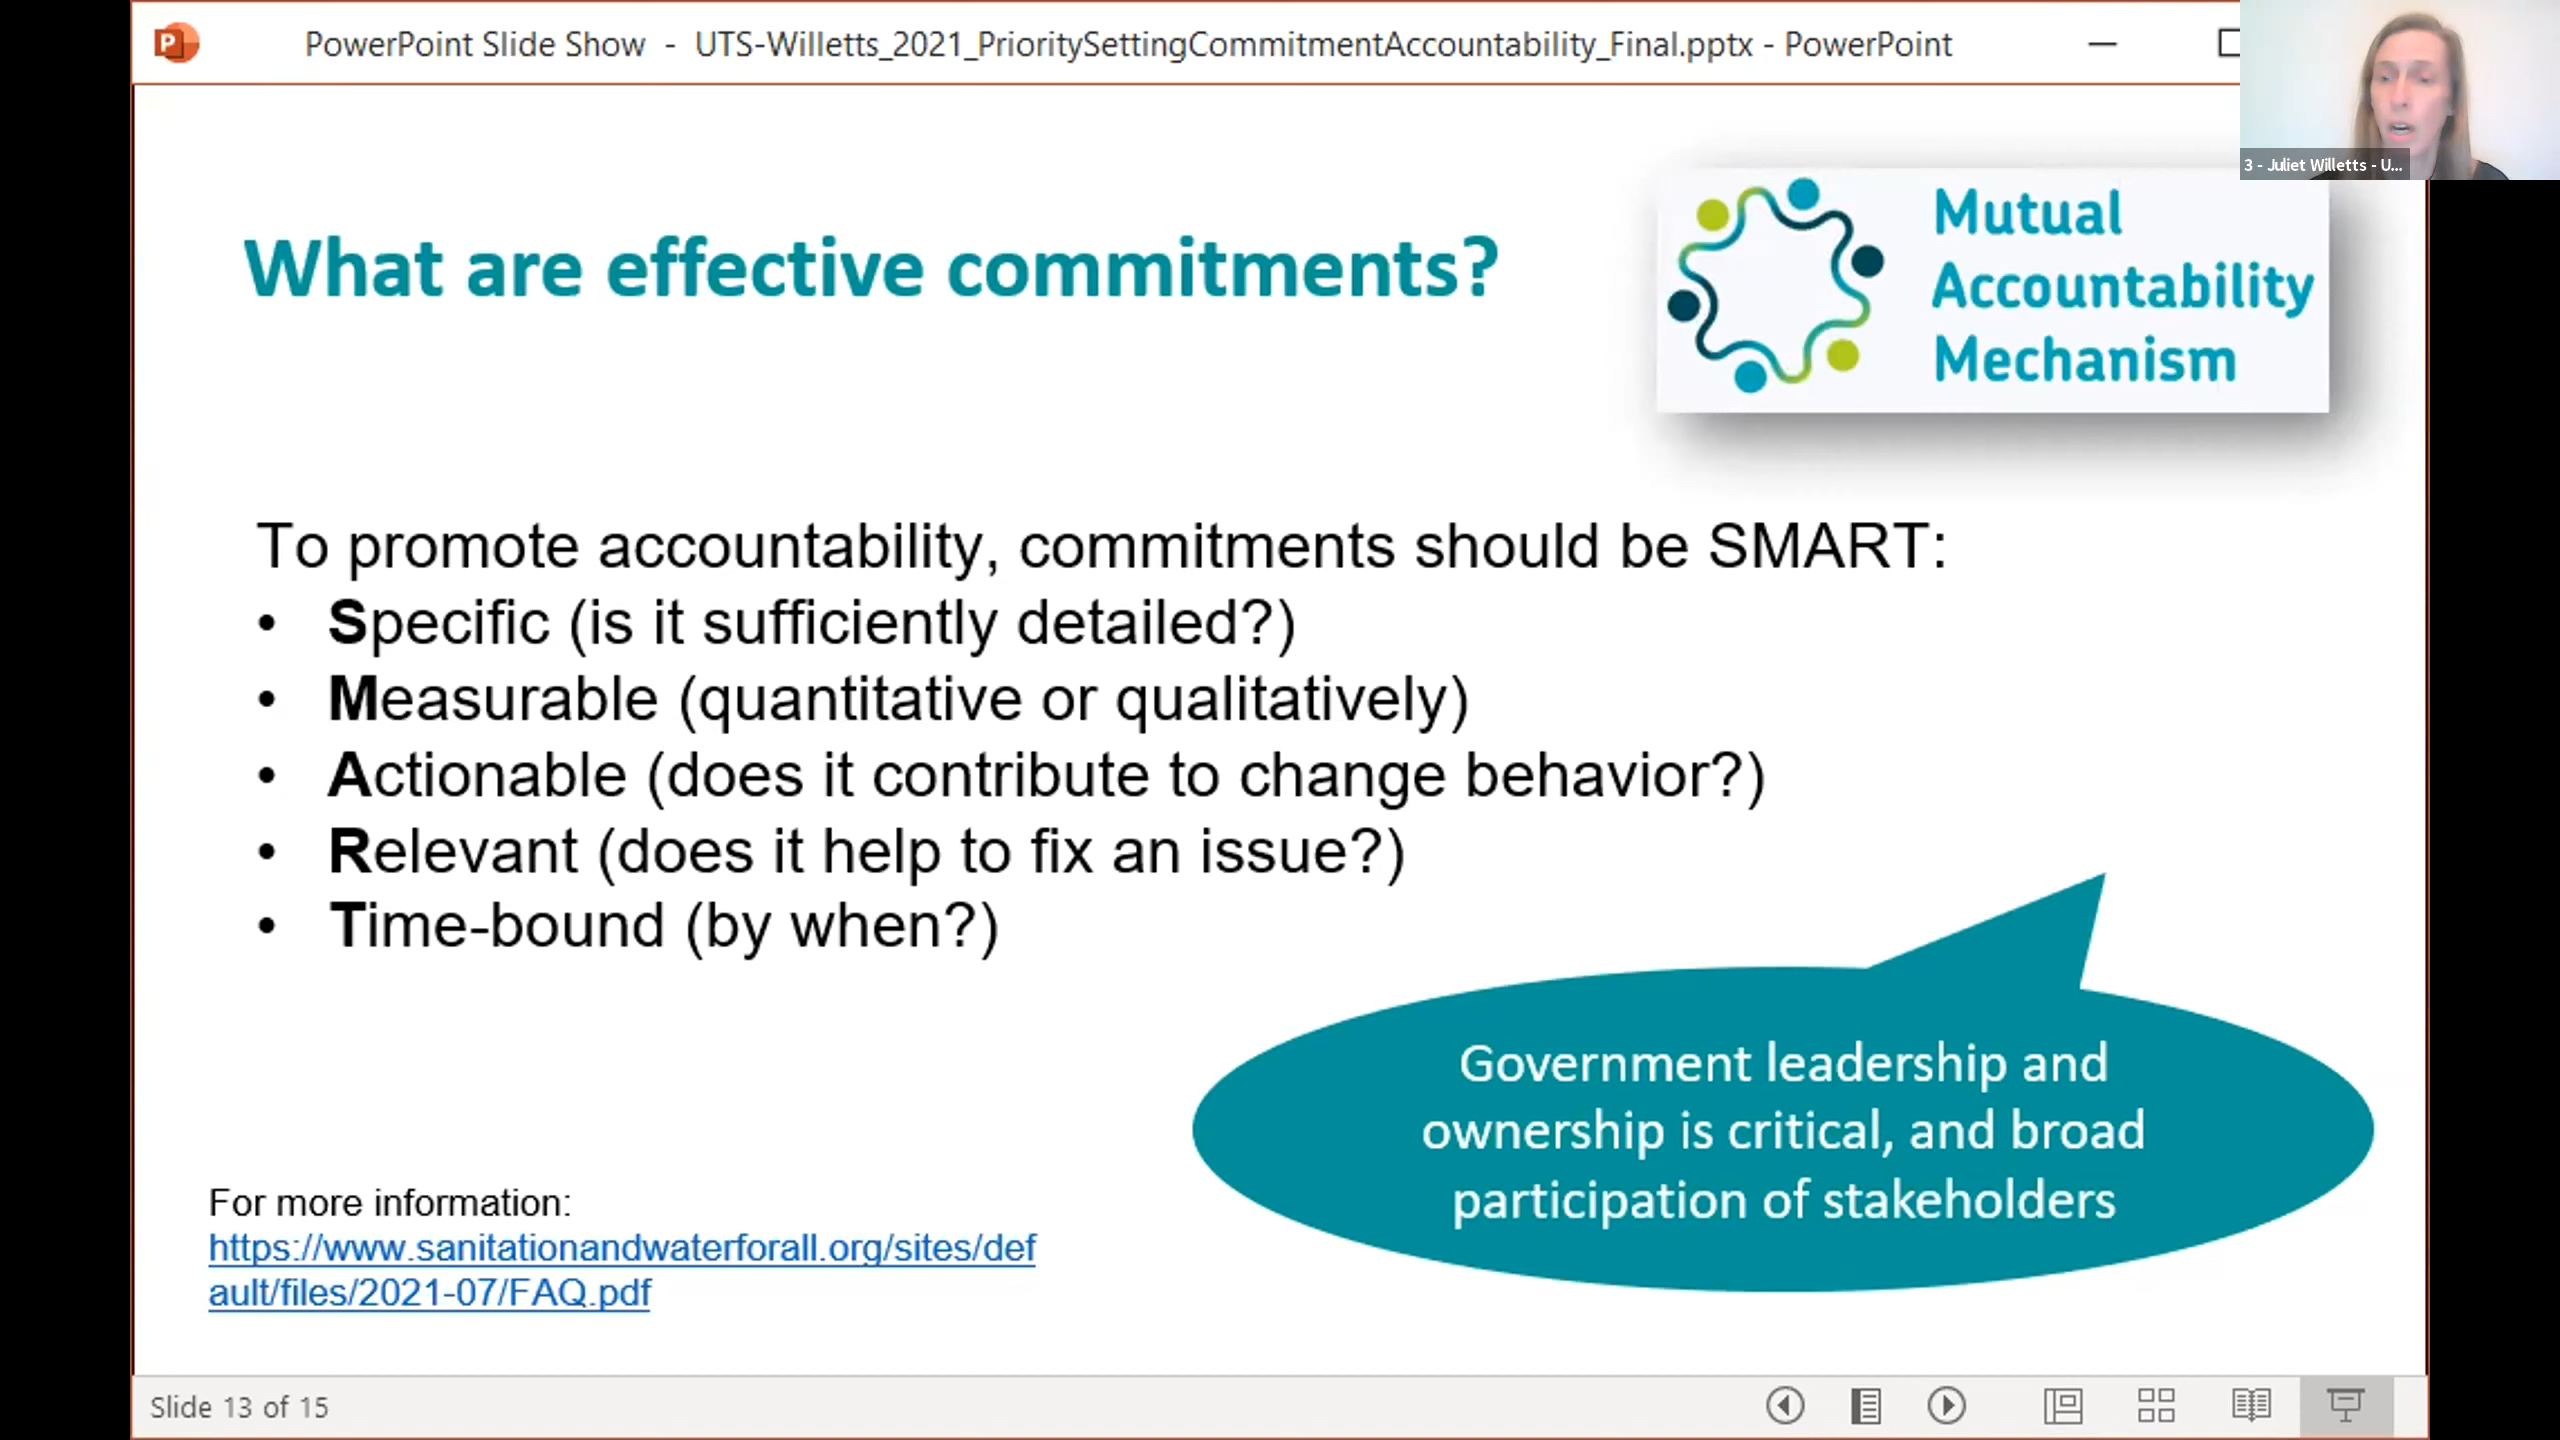 PowerPoint Slide Show - UTS-Willetts_2021_PrioritySettingCommitmentAccountability_Final.pptx - PowerPoint
3 - Juliet Willetts - U...
What are effective commitments?
Mutual
Accountability
Mechanism
To promote accountability, commitments should be SMART:
• Specific (is it sufficiently detailed?)
• Measurable (quantitative or qualitatively)
• Actionable (does it contribute to change behavior?)
• Relevant (does it help to fix an issue?)
• Time-bound (by when?)
Government leadership and
ownership is critical, and broad
participation of stakeholders
For more information:
https://www.sanitationandwaterforall.org/sites/def
ault/files/2021-07/FAQ.pdf
Slide 13 of 15